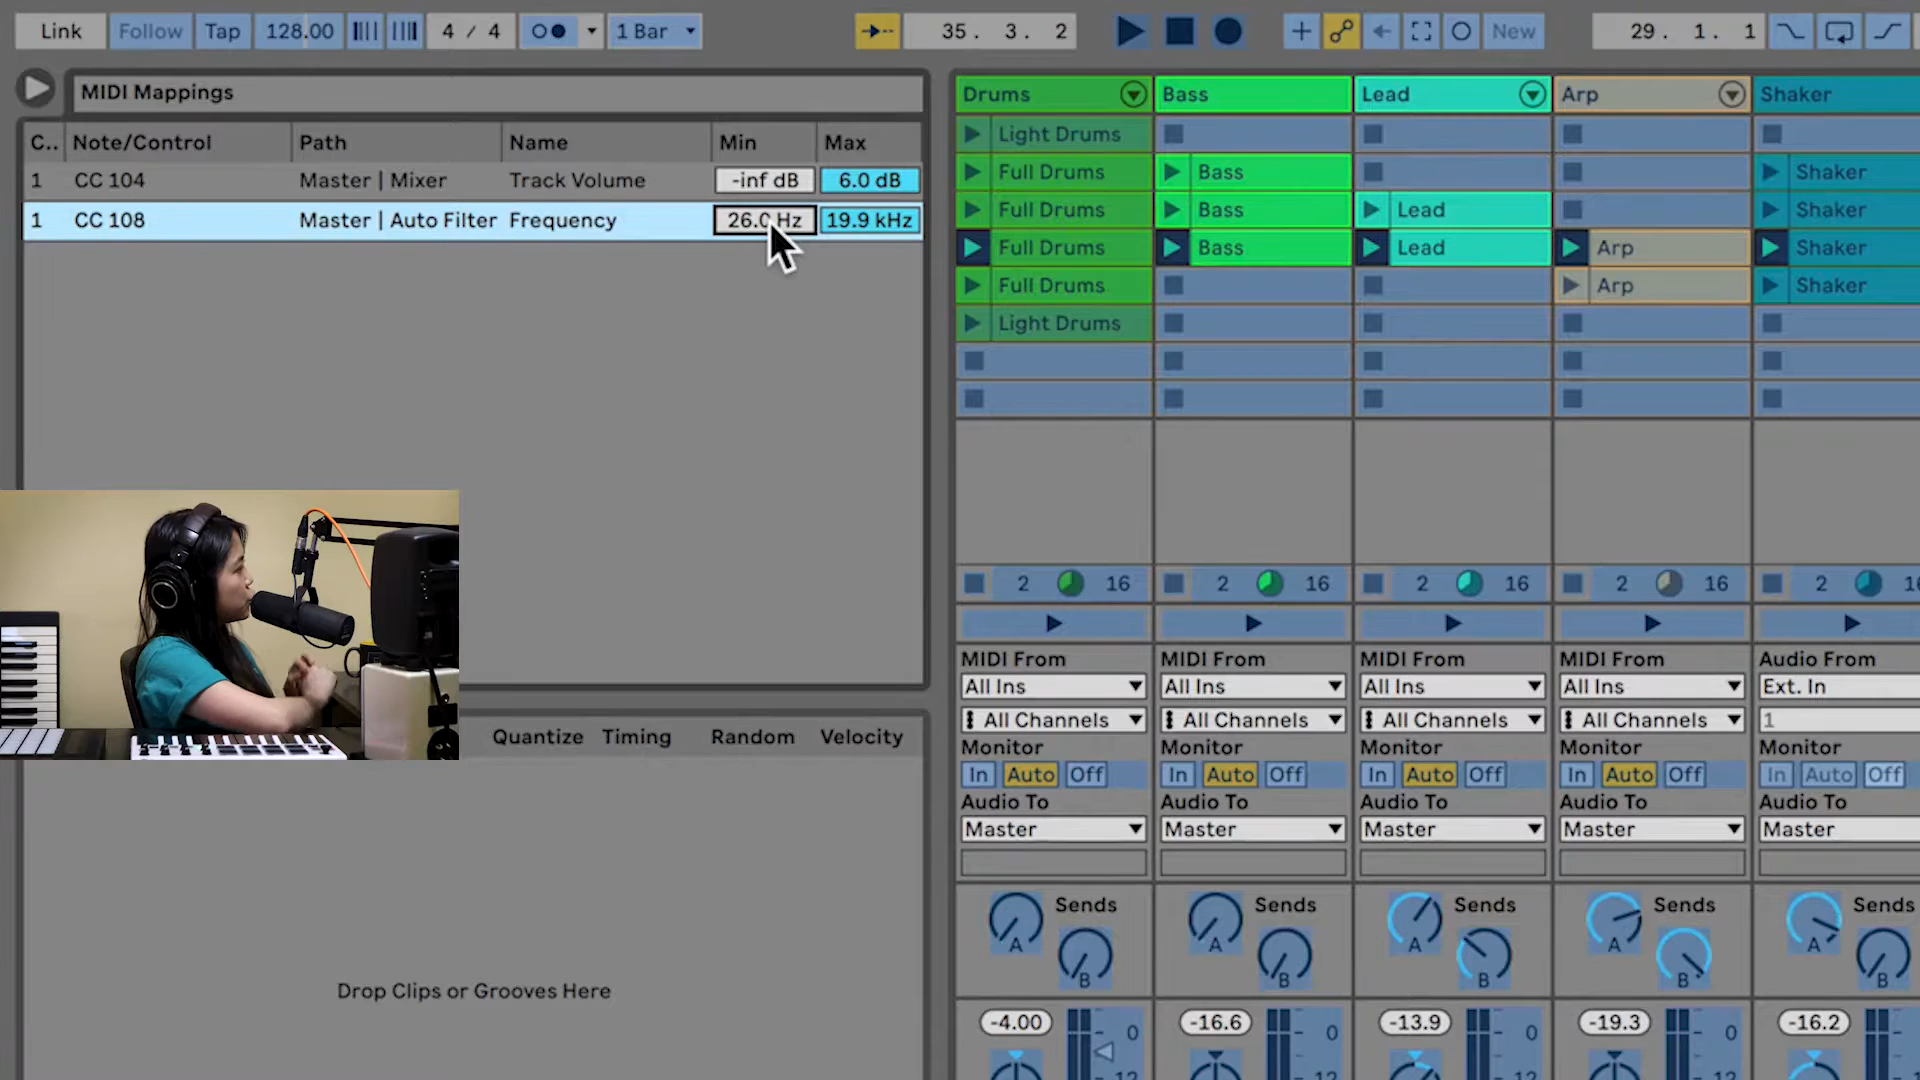 Link Follow Tap 128.00 4 / 4 1 Bar 35. 3. 2 New 29. 1. 1
MIDI Mappings
C.. Note/Control Path Name Min Max
1 CC 104 Master | Mixer Track Volume -inf dB 6.0 dB
1 CC 108 Master | Auto Filter Frequency 26.0 Hz 19.9 kHz
Drums Bass Lead Arp Shaker
Light Drums
Full Drums Bass Shaker
Full Drums Bass Lead Shaker
Full Drums Bass Lead Arp Shaker
Full Drums Arp Shaker
Light Drums
2 16 2 16 2 16 2 16 2
MIDI From MIDI From MIDI From MIDI From Audio From
All Ins All Ins All Ins All Ins Ext. In
All Channels All Channels All Channels All Channels 1
Monitor Monitor Monitor Monitor Monitor
In Auto Off In Auto Off In Auto Off In Auto Off In Auto Off
Audio To Audio To Audio To Audio To Audio To
Master Master Master Master Master
Quantize Timing Random Velocity
Drop Clips or Grooves Here
Sends Sends Sends Sends Sends
A A A A A
B B B B B
-4.00 0 -16.6 0 -13.9 0 -19.3 0 -16.2
12 12 12 12